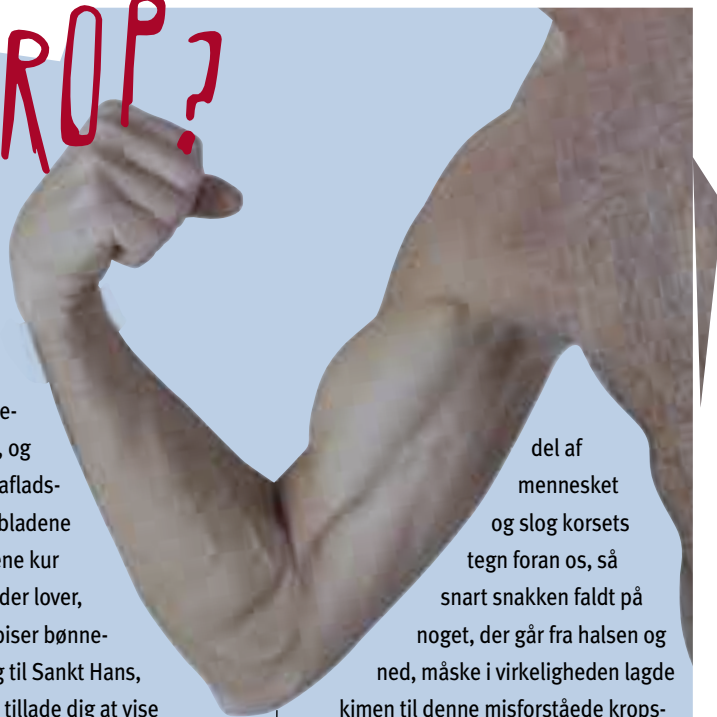 ROP?
e-
, og
aflads-
bladene
ne kur
der lover,
piser bønne-
g til Sankt Hans,
tillade dig at vise
del af
mennesket
og slog korsets
tegn foran os, så
snart snakken faldt på
noget, der går fra halsen og
ned, måske i virkeligheden lagde
kimen til denne misforståede krops-